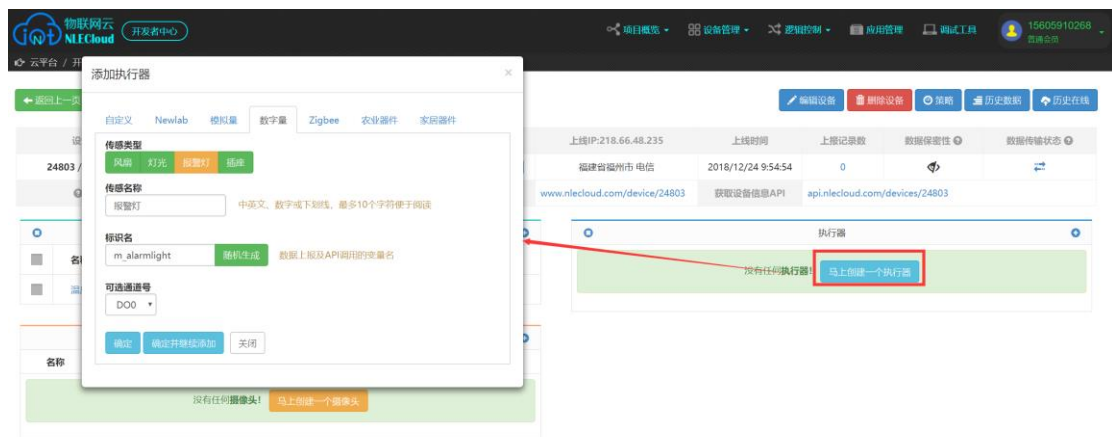 物联网云
NLECloud
开发者中心
项目概览
设备管理
逻辑控制
应用管理
调试工具
15605910268
普通会员
云平台 / 开
添加执行器
×
返回上一页
编辑设备
删除设备
策略
历史数据
历史在线
自定义 Newlab 模拟量 数字量 Zigbee 农业器件 家居器件
设
上线IP:218.66.48.235
上线时间
上报记录数
数据保密性
数据传输状态
传感类型
风扇 灯光 报警灯 插座
24803 /
福建省福州市 电信
2018/12/24 9:54:54
0
传感名称
报警灯
中英文、数字或下划线，最多10个字符便于阅读
www.nlecloud.com/device/24803
获取设备信息API
api.nlecloud.com/devices/24803
标识名
m_alarmlight
随机生成
数据上报及API调用的变量名
执行器
没有任何执行器!
马上创建一个执行器
可选通道号
DO0
确定
确定并继续添加
关闭
名称
没有任何摄像头!
马上创建一个摄像头